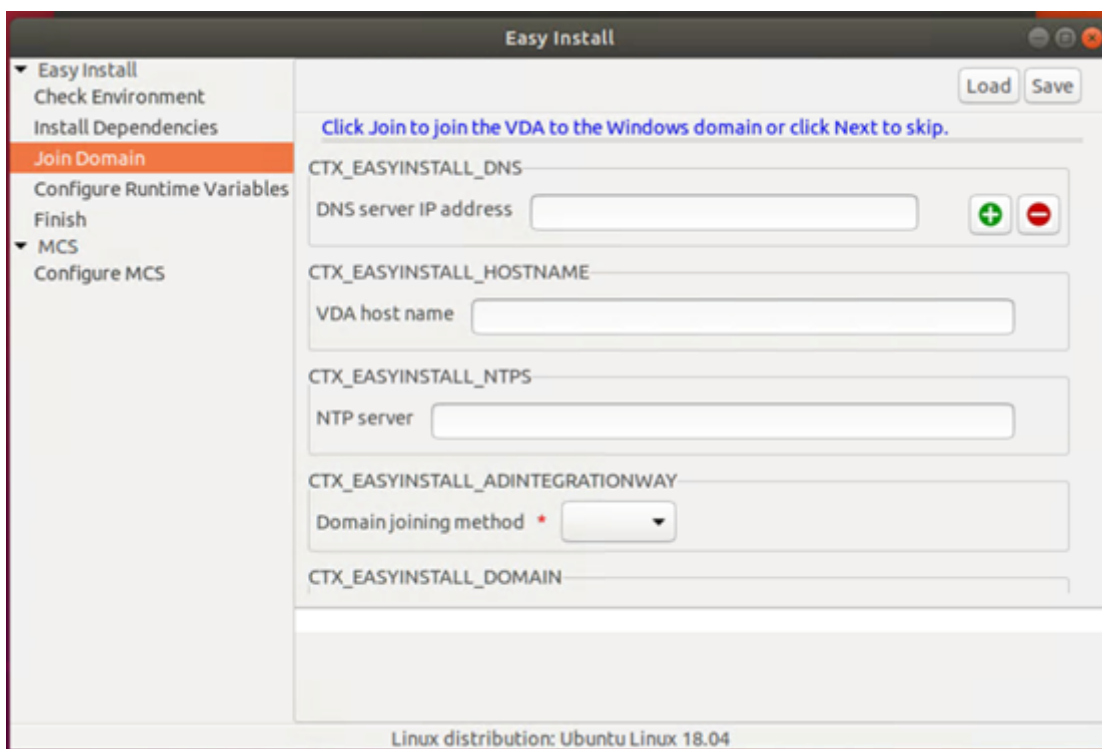 Easy Install
Easy Install
Check Environment
Install Dependencies
Join Domain
Configure Runtime Variables
Finish
MCS
Configure MCS
Load Save
Click Join to join the VDA to the Windows domain or click Next to skip.
CTX_EASYINSTALL_DNS
DNS server IP address
CTX_EASYINSTALL_HOSTNAME
VDA host name
CTX_EASYINSTALL_NTPS
NTP server
CTX_EASYINSTALL_ADINTEGRATIONWAY
Domain joining method *
CTX_EASYINSTALL_DOMAIN
Linux distribution: Ubuntu Linux 18.04